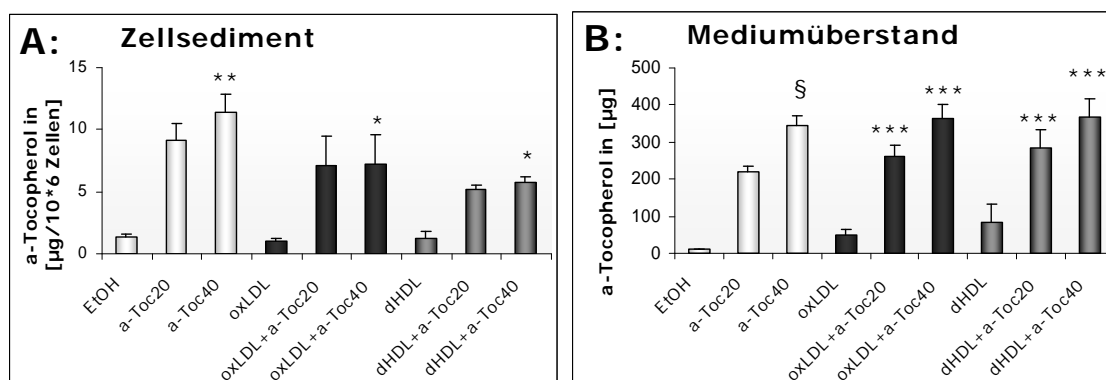 A: Zellsediment
a-Tocopherol in
[µg/10*6 Zellen]
15
10
5
0
**
*
*
EtOH
a-Toc20
a-Toc40
oxLDL
oxLDL+a-Toc20
oxLDL+a-Toc40
dHDL
dHDL+a-Toc20
dHDL+a-Toc40
B: Mediumüberstand
a-Tocopherol in [µg]
500
400
300
200
100
0
§
***
***
***
***
EtOH
a-Toc20
a-Toc40
oxLDL
oxLDL+a-Toc20
oxLDL+a-Toc40
dHDL
dHDL+a-Toc20
dHDL+a-Toc40